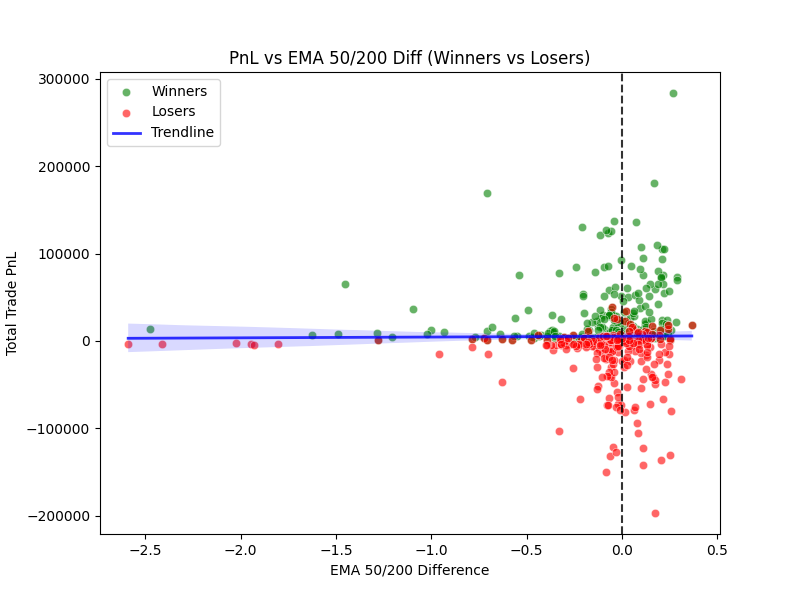 PnL vs EMA 50/200 Diff (Winners vs Losers)
Winners
Losers
Trendline
300000
200000
100000
0
−100000
−200000
Total Trade PnL
−2.5
−2.0
−1.5
−1.0
−0.5
0.0
0.5
EMA 50/200 Difference